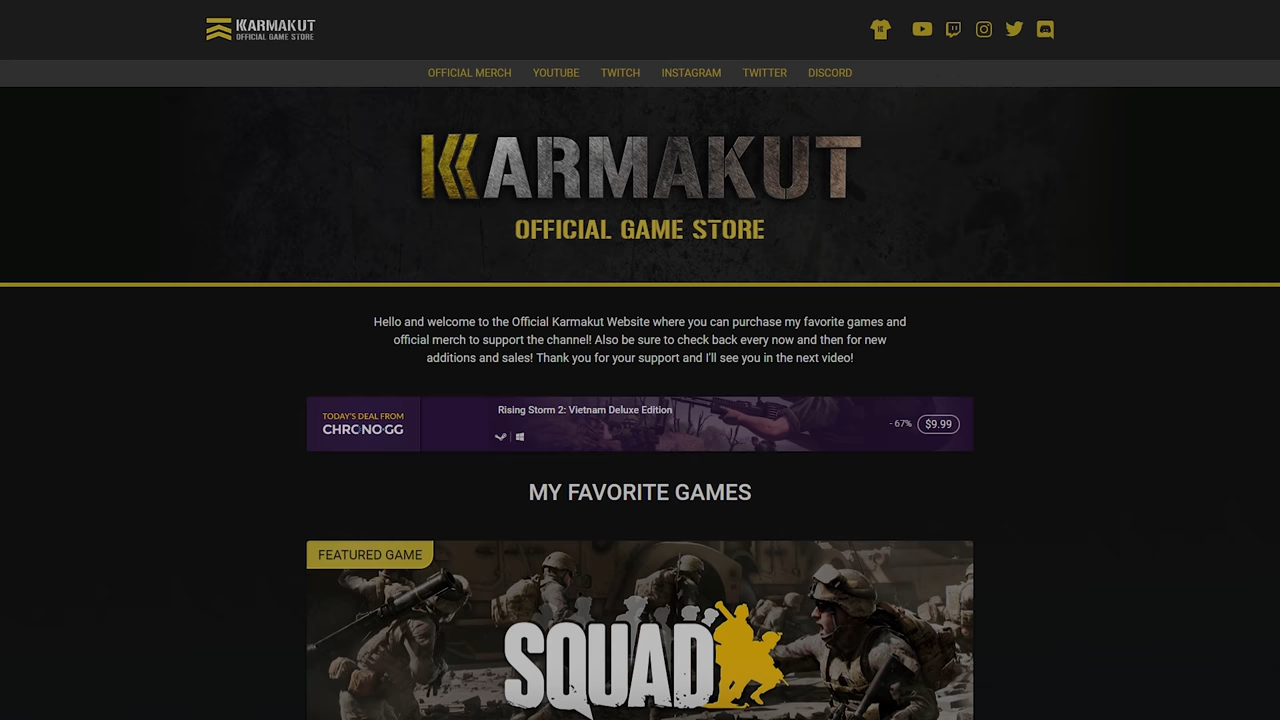 KARMAKUT
OFFICIAL GAME STORE
OFFICIAL MERCH YOUTUBE TWITCH INSTAGRAM TWITTER DISCORD
KARMAKUT
OFFICIAL GAME STORE
Hello and welcome to the Official Karmakut Website where you can purchase my favorite games and
official merch to support the channel! Also be sure to check back every now and then for new
additions and sales! Thank you for your support and I'll see you in the next video!
TODAY'S DEAL FROM
CHRONO.GG
Rising Storm 2: Vietnam Deluxe Edition
- 67% $9.99
MY FAVORITE GAMES
FEATURED GAME
SQUAD